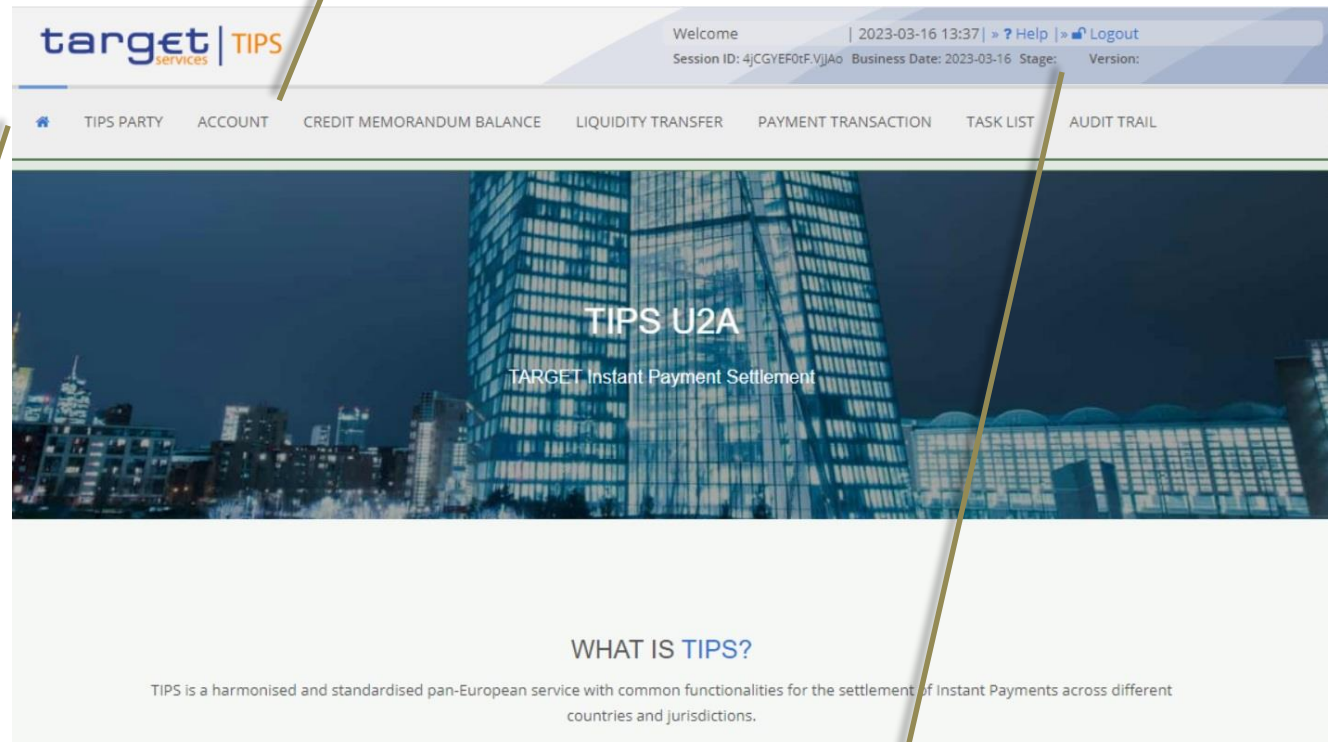 target | TIPS
services
Welcome | 2023-03-16 13:37 | » ? Help | » Logout
Session ID: 4jCGYEF0tF.VjJAo Business Date: 2023-03-16 Stage: Version:
TIPS PARTY ACCOUNT CREDIT MEMORANDUM BALANCE LIQUIDITY TRANSFER PAYMENT TRANSACTION TASK LIST AUDIT TRAIL
TIPS U2A
TARGET Instant Payment Settlement
WHAT IS TIPS?
TIPS is a harmonised and standardised pan-European service with common functionalities for the settlement of Instant Payments across different
countries and jurisdictions.